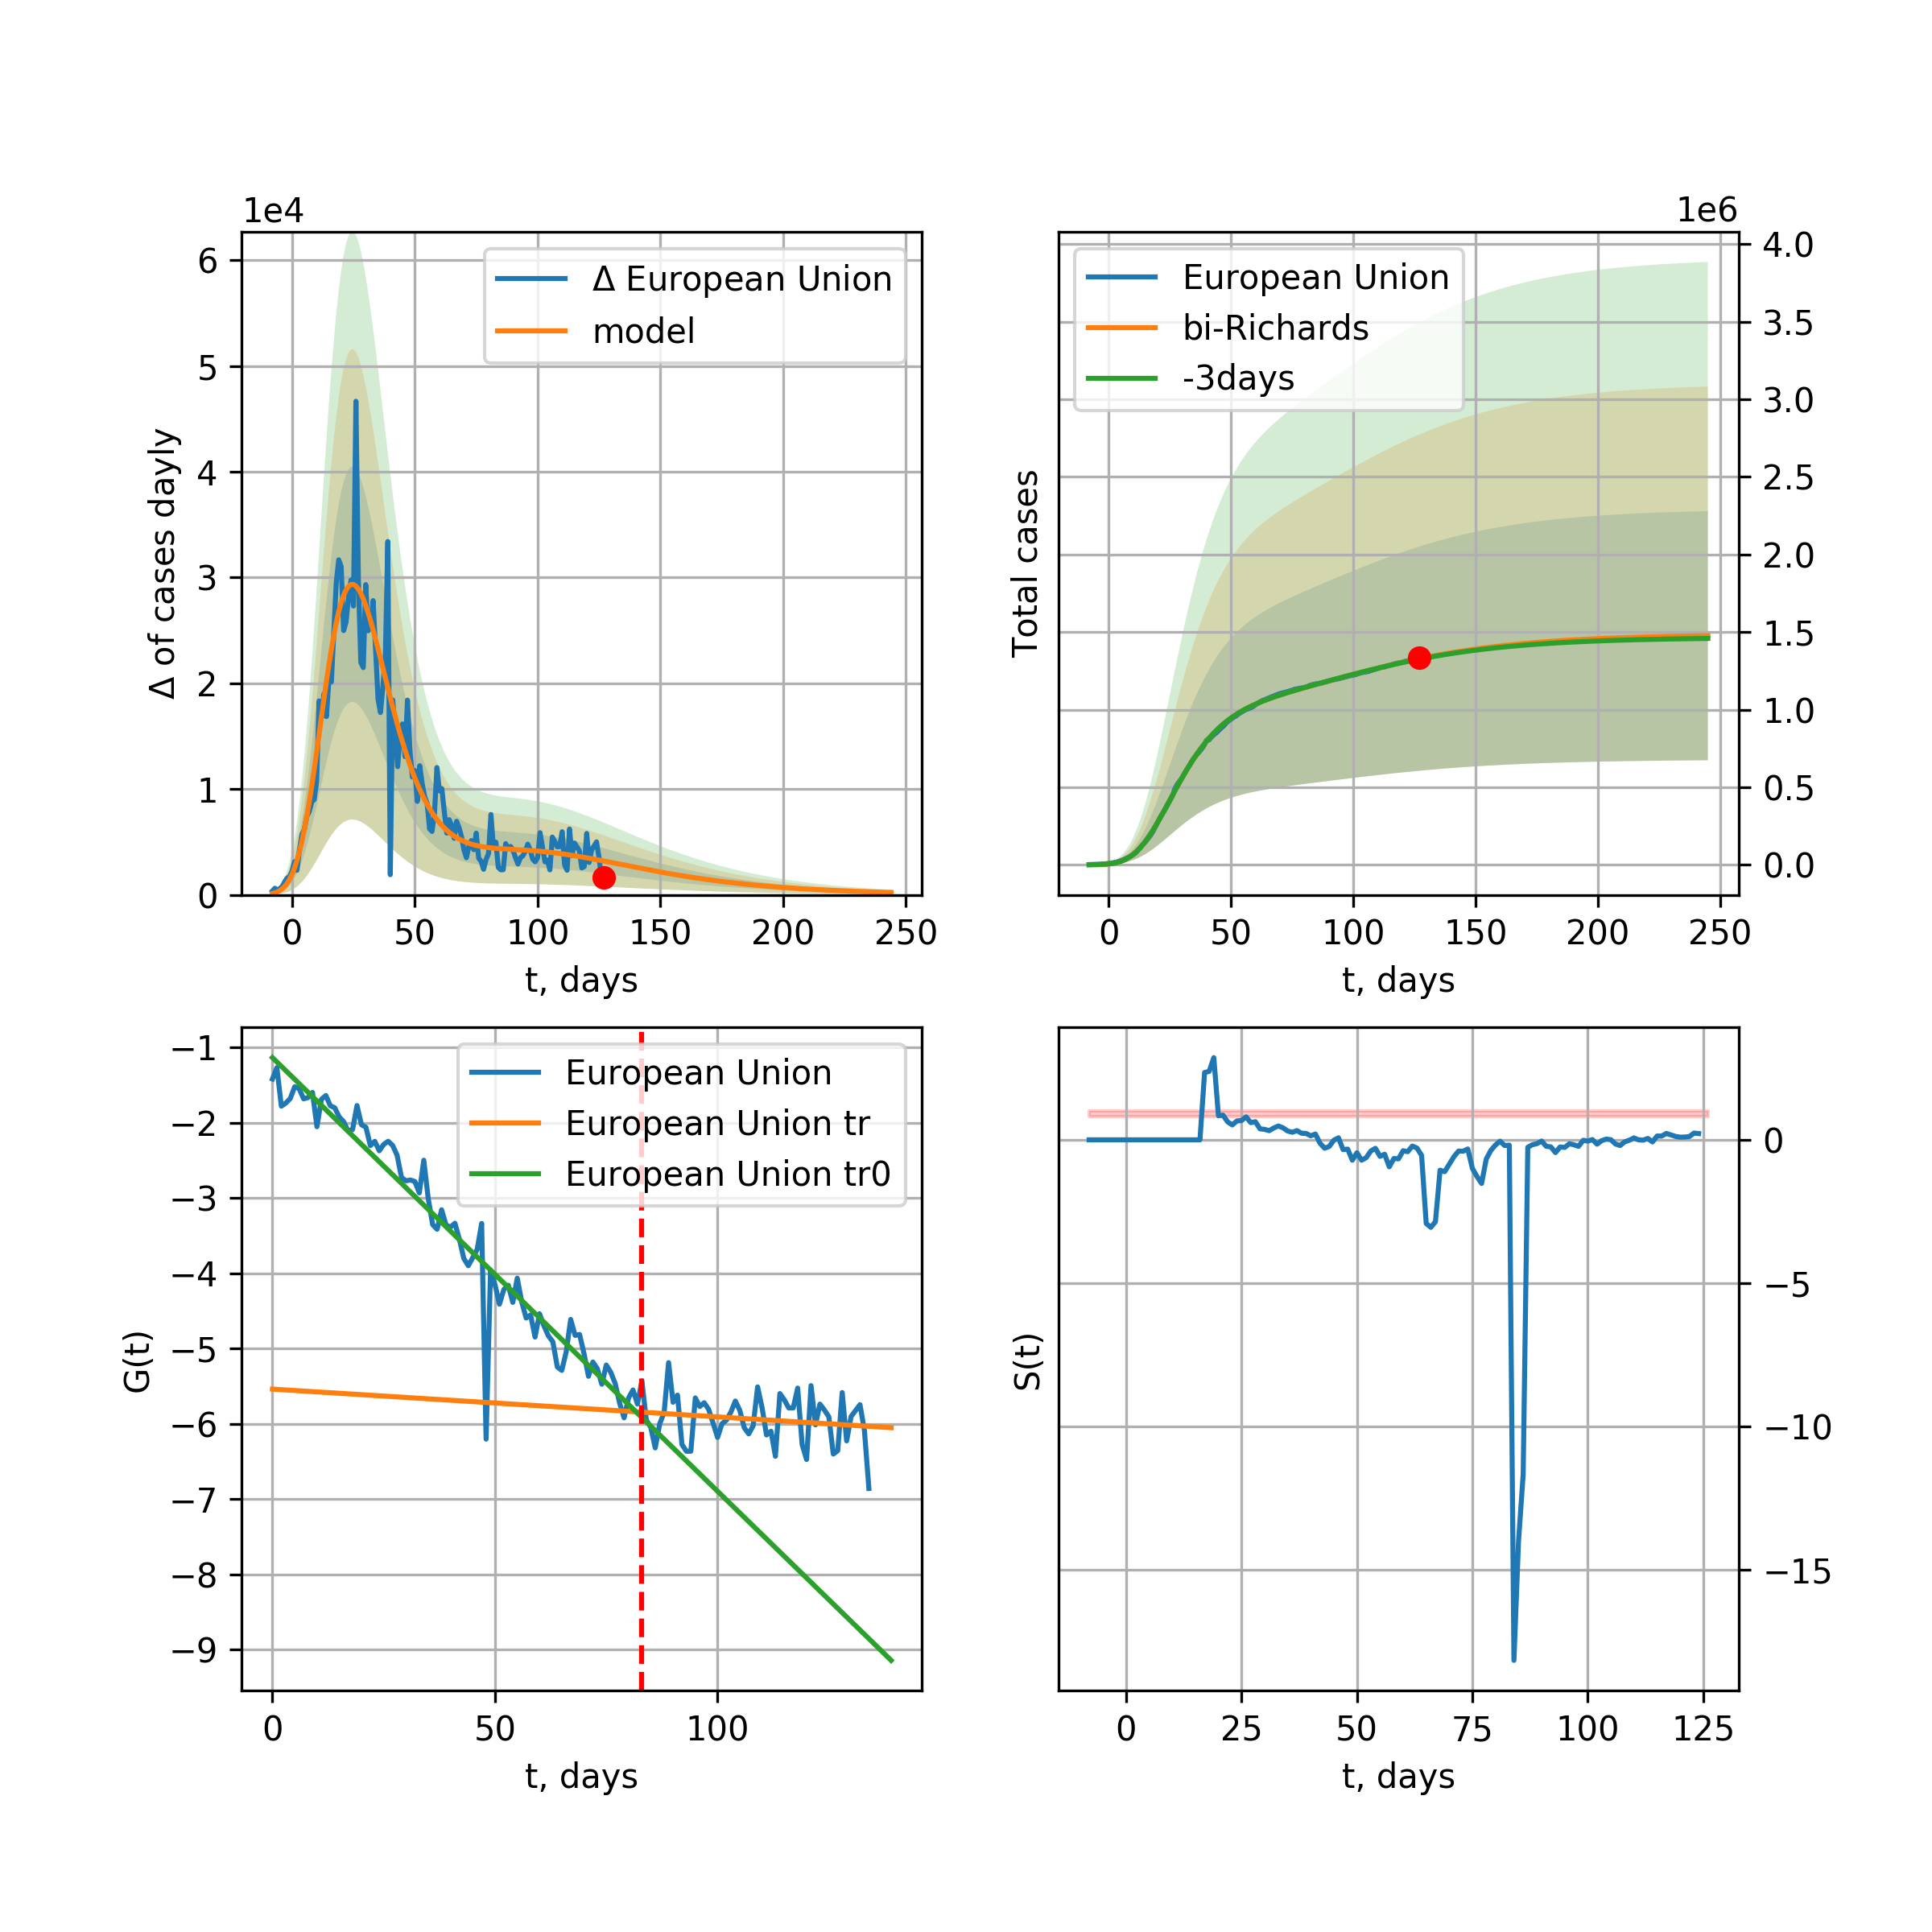 1e4
Δ of cases dayly
6
5
4
3
2
1
0
Δ European Union
model
0 50 100 150 200 250
t, days
1e6
Total cases
European Union
bi-Richards
-3days
4.0
3.5
3.0
2.5
2.0
1.5
1.0
0.5
0.0
0 50 100 150 200 250
t, days
G(t)
−1
−2
−3
−4
−5
−6
−7
−8
−9
European Union
European Union tr
European Union tr0
0 50 100
t, days
S(t)
0
−5
−10
−15
0 25 50 75 100 125
t, days